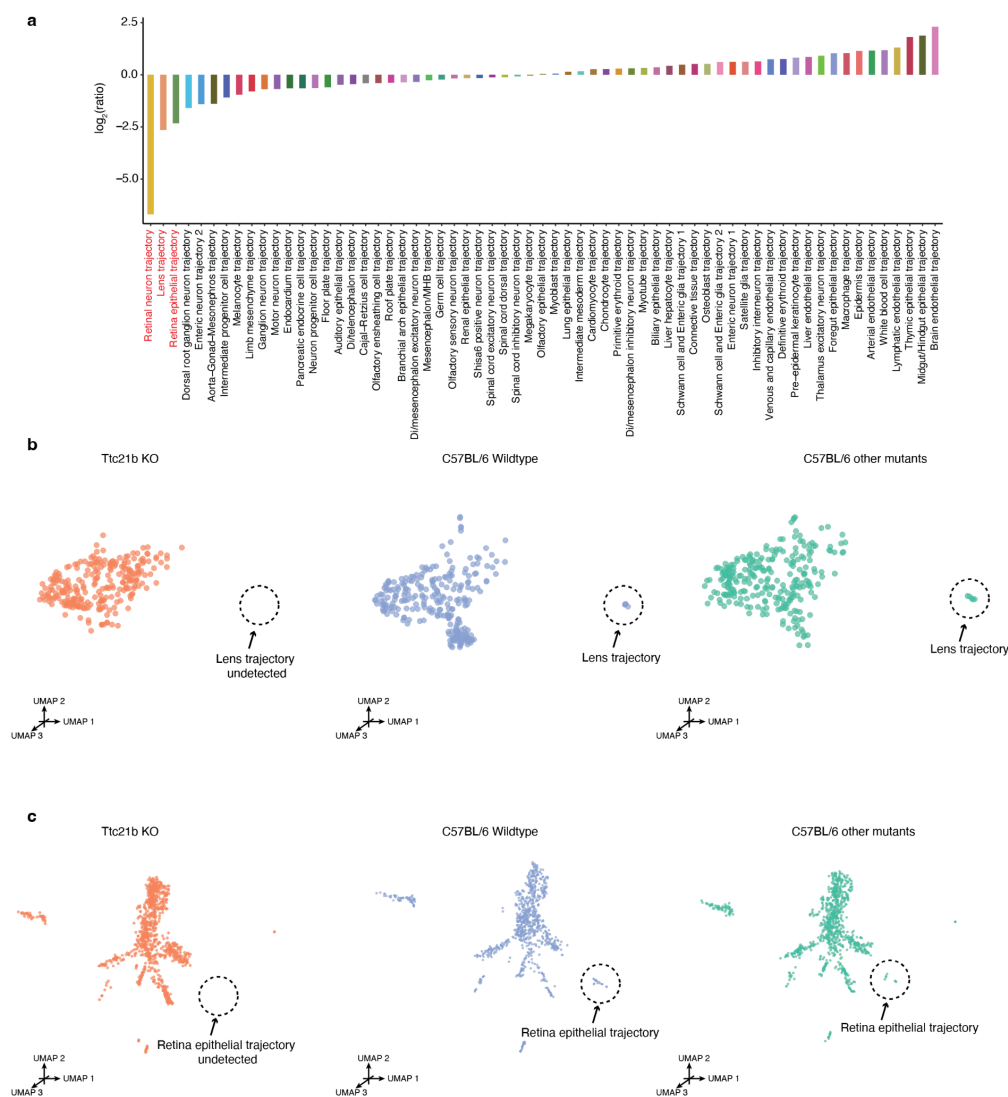 a
2.5
0.0
−2.5
−5.0
log2(ratio)
Retinal neuron trajectory
Lens trajectory
Retina epithelial trajectory
Dorsal root ganglion neuron trajectory
Enteric neuron trajectory 2
Aorta−Gonad−Mesonephros trajectory
Intermediate progenitor cell trajectory
Melanocyte trajectory
Limb mesenchyme trajectory
Ganglion neuron trajectory
Motor neuron trajectory
Endocardium trajectory
Pancreatic endocrine cell trajectory
Neuron progenitor cell trajectory
Floor plate trajectory
Auditory epithelial trajectory
Di/telencephalon trajectory
Cajal−Retzius cell trajectory
Olfactory ensheathing cell trajectory
Roof plate trajectory
Branchial arch epithelial trajectory
Di/mesencephalon excitatory neuron trajectory
Mesencephalon/MHB trajectory
Germ cell trajectory
Olfactory sensory neuron trajectory
Renal epithelial trajectory
Shisa6 positive neuron trajectory
Spinal cord excitatory neuron trajectory
Spinal cord dorsal trajectory
Spinal cord inhibitory neuron trajectory
Megakaryocyte trajectory
Olfactory epithelial trajectory
Myoblast trajectory
Lung epithelial trajectory
Intermediate mesoderm trajectory
Cardiomyocyte trajectory
Chondrocyte trajectory
Primitive erythroid trajectory
Di/mesencephalon inhibitory neuron trajectory
Myotube trajectory
Biliary epithelial trajectory
Liver hepatocyte trajectory
Schwann cell and Enteric glia trajectory 1
Connective tissue trajectory
Osteoblast trajectory
Schwann cell and Enteric glia trajectory 2
Enteric neuron trajectory 1
Satellite glia trajectory
Inhibitory interneuron trajectory
Venous and capillary endothelial trajectory
Definitive erythroid trajectory
Pre−epidermal keratinocyte trajectory
Liver endothelial trajectory
Thalamus excitatory neuron trajectory
Foregut epithelial trajectory
Macrophage trajectory
Epidermis trajectory
Arterial endothelial trajectory
White blood cell trajectory
Lymphatic endothelial trajectory
Thymic epithelial trajectory
Midgut/Hindgut epithelial trajectory
Brain endothelial trajectory
b
Ttc21b KO
C57BL/6 Wildtype
C57BL/6 other mutants
Lens trajectory
undetected
Lens trajectory
Lens trajectory
UMAP 2
UMAP 1
UMAP 3
UMAP 2
UMAP 1
UMAP 3
UMAP 2
UMAP 1
UMAP 3
c
Ttc21b KO
C57BL/6 Wildtype
C57BL/6 other mutants
Retina epithelial trajectory
undetected
Retina epithelial trajectory
Retina epithelial trajectory
UMAP 2
UMAP 1
UMAP 3
UMAP 2
UMAP 1
UMAP 3
UMAP 2
UMAP 1
UMAP 3